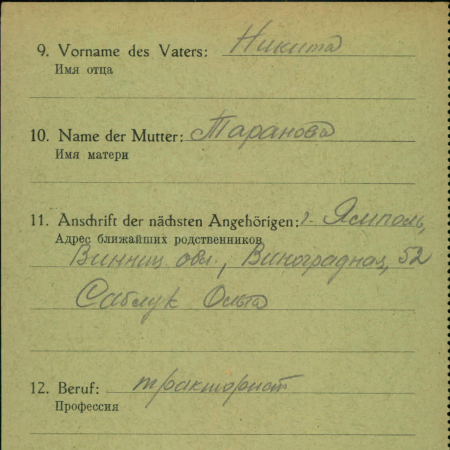 9. Vorname des Vaters: Никита
Имя отца
10. Name der Mutter: Таранова
Имя матери
11. Anschrift der nächsten Angehörigen: г. Ямполь,
Адрес ближайших родственников
Винниц обл., Виноградная, 52
Саблук Ольга
12. Beruf: тракторист
Профессия